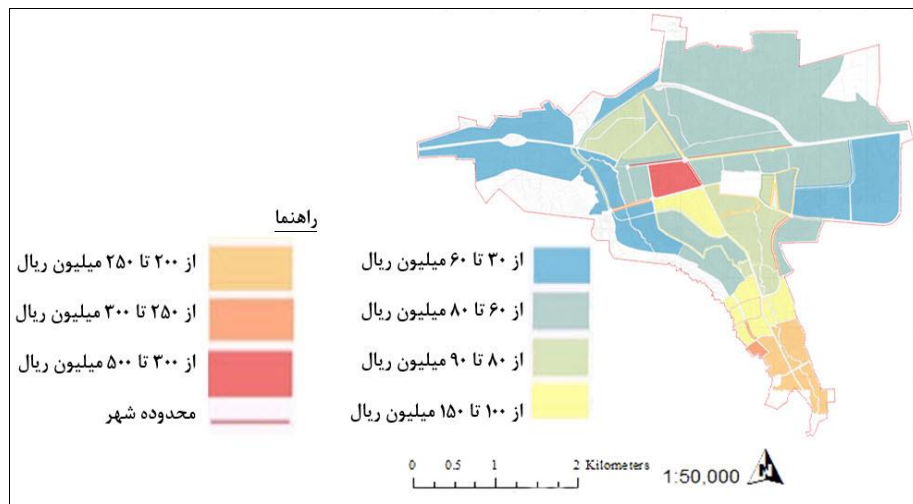 راهنما
از ۳۰ تا ۶۰ میلیون ریال
از ۶۰ تا ۸۰ میلیون ریال
از ۸۰ تا ۹۰ میلیون ریال
از ۱۰۰ تا ۱۵۰ میلیون ریال
از ۲۰۰ تا ۲۵۰ میلیون ریال
از ۲۵۰ تا ۳۰۰ میلیون ریال
از ۳۰۰ تا ۵۰۰ میلیون ریال
محدوده شهر
0 0.5 1 2 Kilometers
1:50,000
N